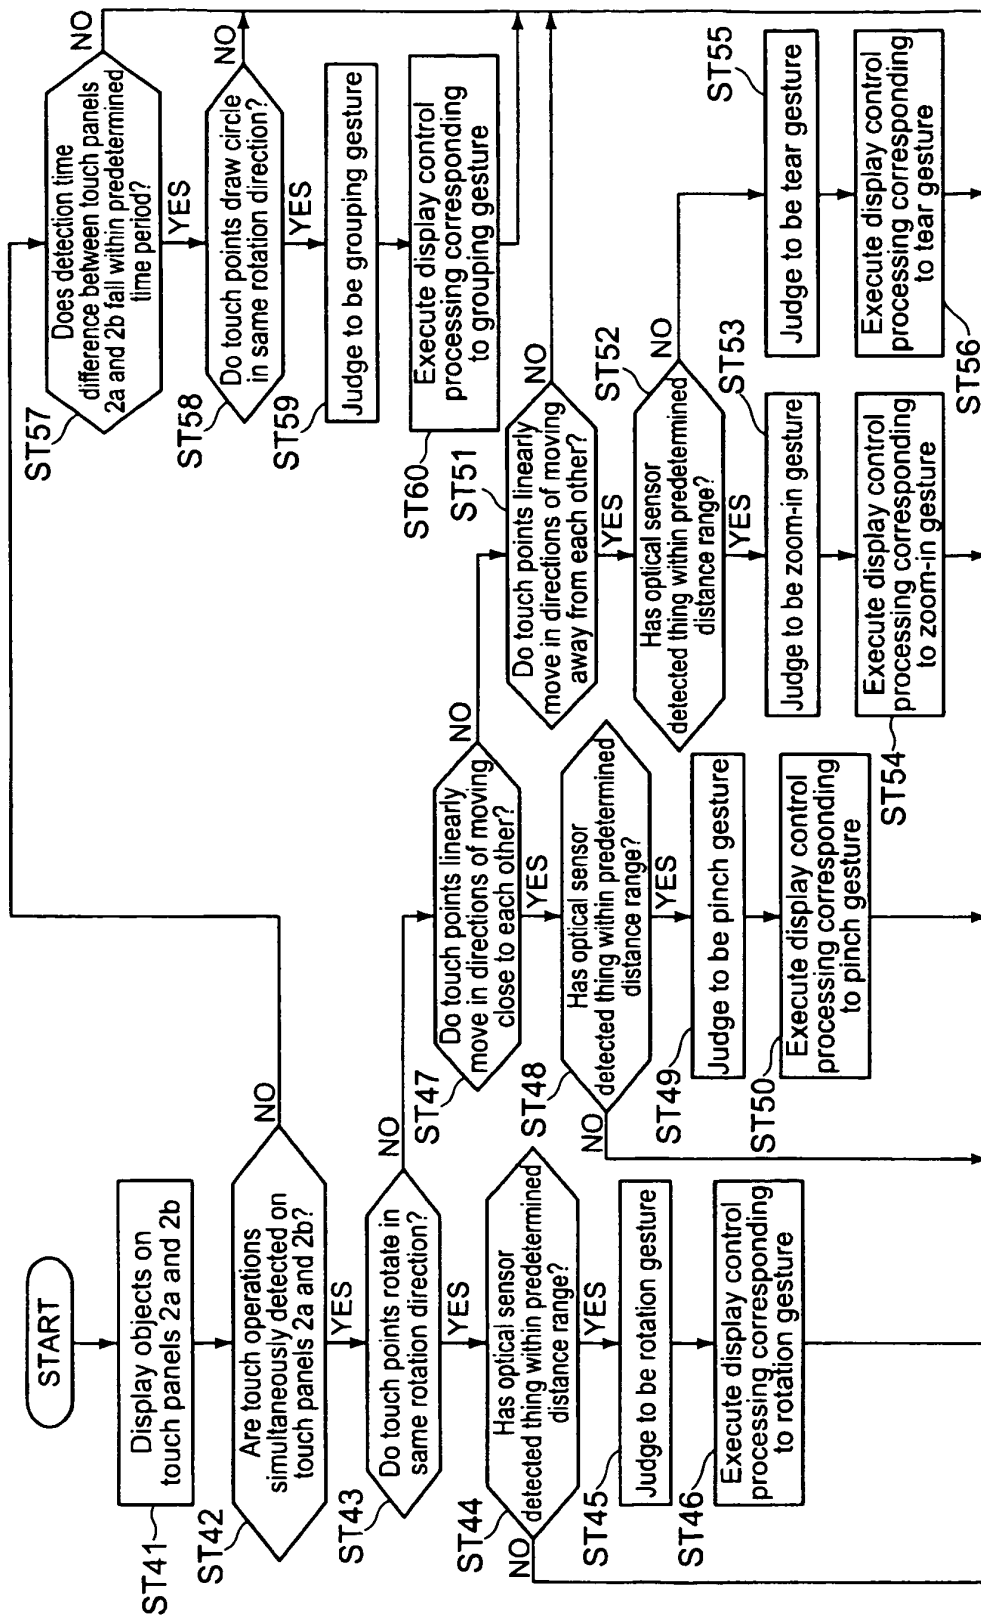 START
Display objects on
touch panels 2a and 2b
ST41
Are touch operations
simultaneously detected on
touch panels 2a and 2b?
ST42
NO
YES
Do touch points rotate in
same rotation direction?
ST43
NO
YES
Has optical sensor
detected thing within predetermined
distance range?
ST44
NO
YES
Judge to be rotation gesture
ST45
Execute display control
processing corresponding
to rotation gesture
ST46
Do touch points linearly
move in directions of moving
close to each other?
ST47
NO
YES
Has optical sensor
detected thing within predetermined
distance range?
ST48
NO
YES
Judge to be pinch gesture
ST49
Execute display control
processing corresponding
to pinch gesture
ST50
Do touch points linearly
move in directions of moving
away from each other?
ST51
NO
YES
Has optical sensor
detected thing within predetermined
distance range?
ST52
NO
YES
Judge to be zoom-in gesture
ST53
Execute display control
processing corresponding
to zoom-in gesture
ST54
Judge to be tear gesture
ST55
Execute display control
processing corresponding
to tear gesture
ST56
Does detection time
difference between touch panels
2a and 2b fall within predetermined
time period?
ST57
NO
YES
Do touch points draw circle
in same rotation direction?
ST58
NO
YES
Judge to be grouping gesture
ST59
Execute display control
processing corresponding
to grouping gesture
ST60